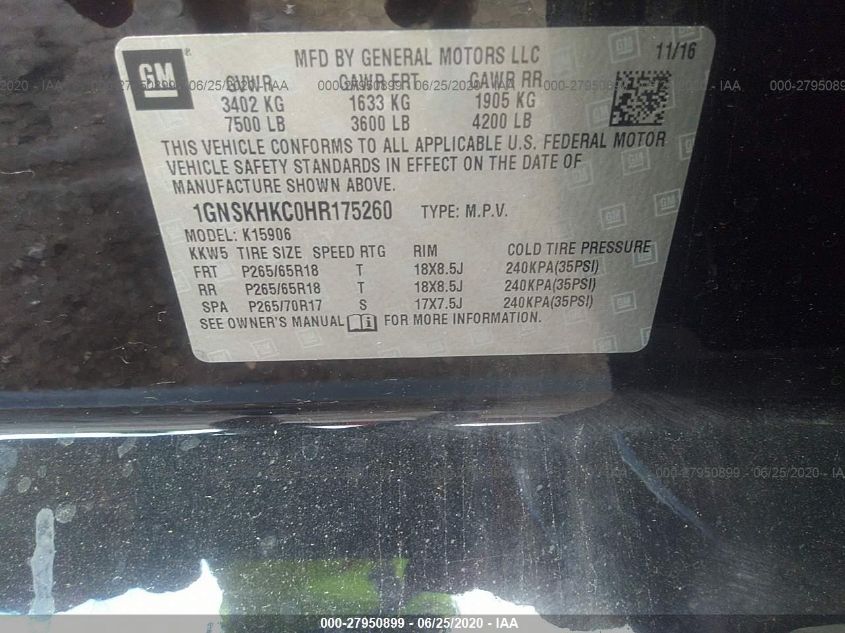 GM
MFD BY GENERAL MOTORS LLC 11/16
GVWR GAWR FRT GAWR RR
3402 KG 1633 KG 1905 KG
7500 LB 3600 LB 4200 LB
THIS VEHICLE CONFORMS TO ALL APPLICABLE U.S. FEDERAL MOTOR
VEHICLE SAFETY STANDARDS IN EFFECT ON THE DATE OF
MANUFACTURE SHOWN ABOVE.
1GNSKHKC0HR175260 TYPE: M.P.V.
MODEL: K15906
KKW5 TIRE SIZE SPEED RTG RIM COLD TIRE PRESSURE
FRT P265/65R18 T 18X8.5J 240KPA(35PSI)
RR P265/65R18 T 18X8.5J 240KPA(35PSI)
SPA P265/70R17 S 17X7.5J 240KPA(35PSI)
SEE OWNER'S MANUAL FOR MORE INFORMATION.
000-27950899 - 06/25/2020 - IAA